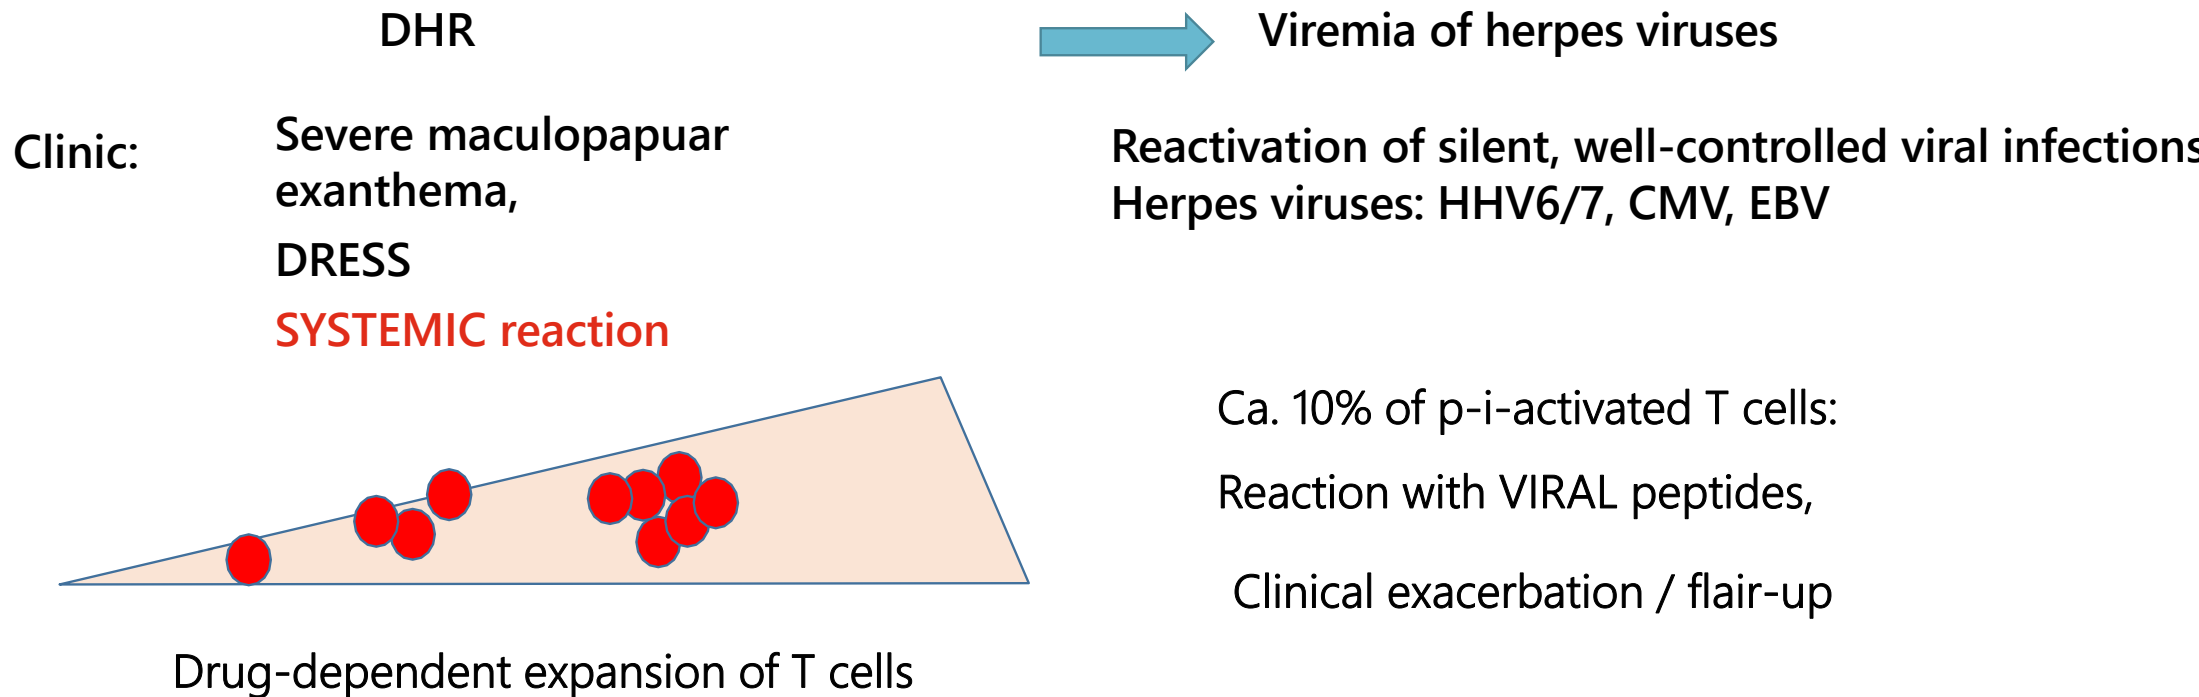 DHR
Viremia of herpes viruses
Clinic:
Severe maculopapuar
exanthema,
DRESS
SYSTEMIC reaction
Reactivation of silent, well-controlled viral infections
Herpes viruses: HHV6/7, CMV, EBV
Ca. 10% of p-i-activated T cells:
Reaction with VIRAL peptides,
Clinical exacerbation / flair-up
Drug-dependent expansion of T cells